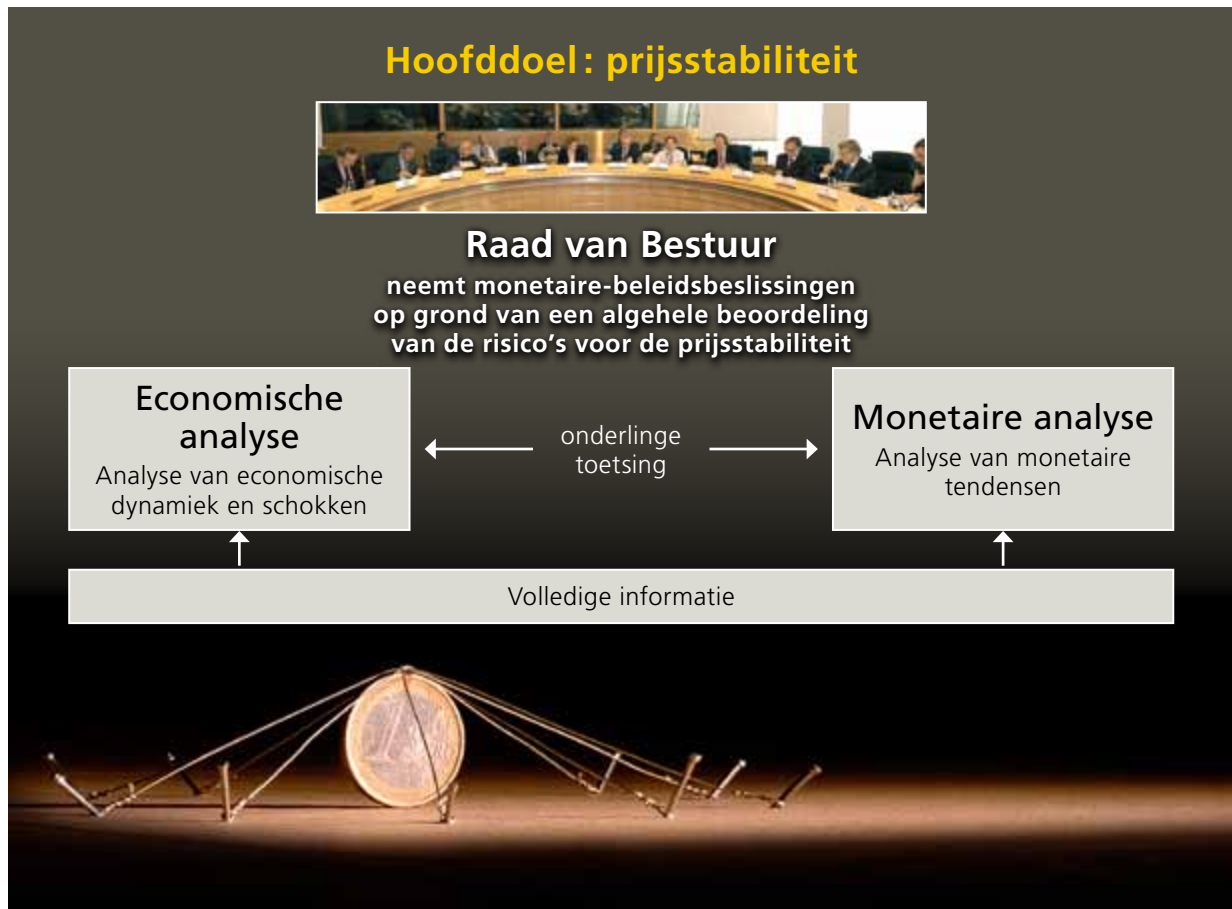 Hoofddoel: prijsstabiliteit
Raad van Bestuur
neemt monetaire-beleidsbeslissingen
op grond van een algehele beoordeling
van de risico's voor de prijsstabiliteit
Economische
analyse
Analyse van economische
dynamiek en schokken
onderlinge
toetsing
Monetaire analyse
Analyse van monetaire
tendensen
Volledige informatie
1